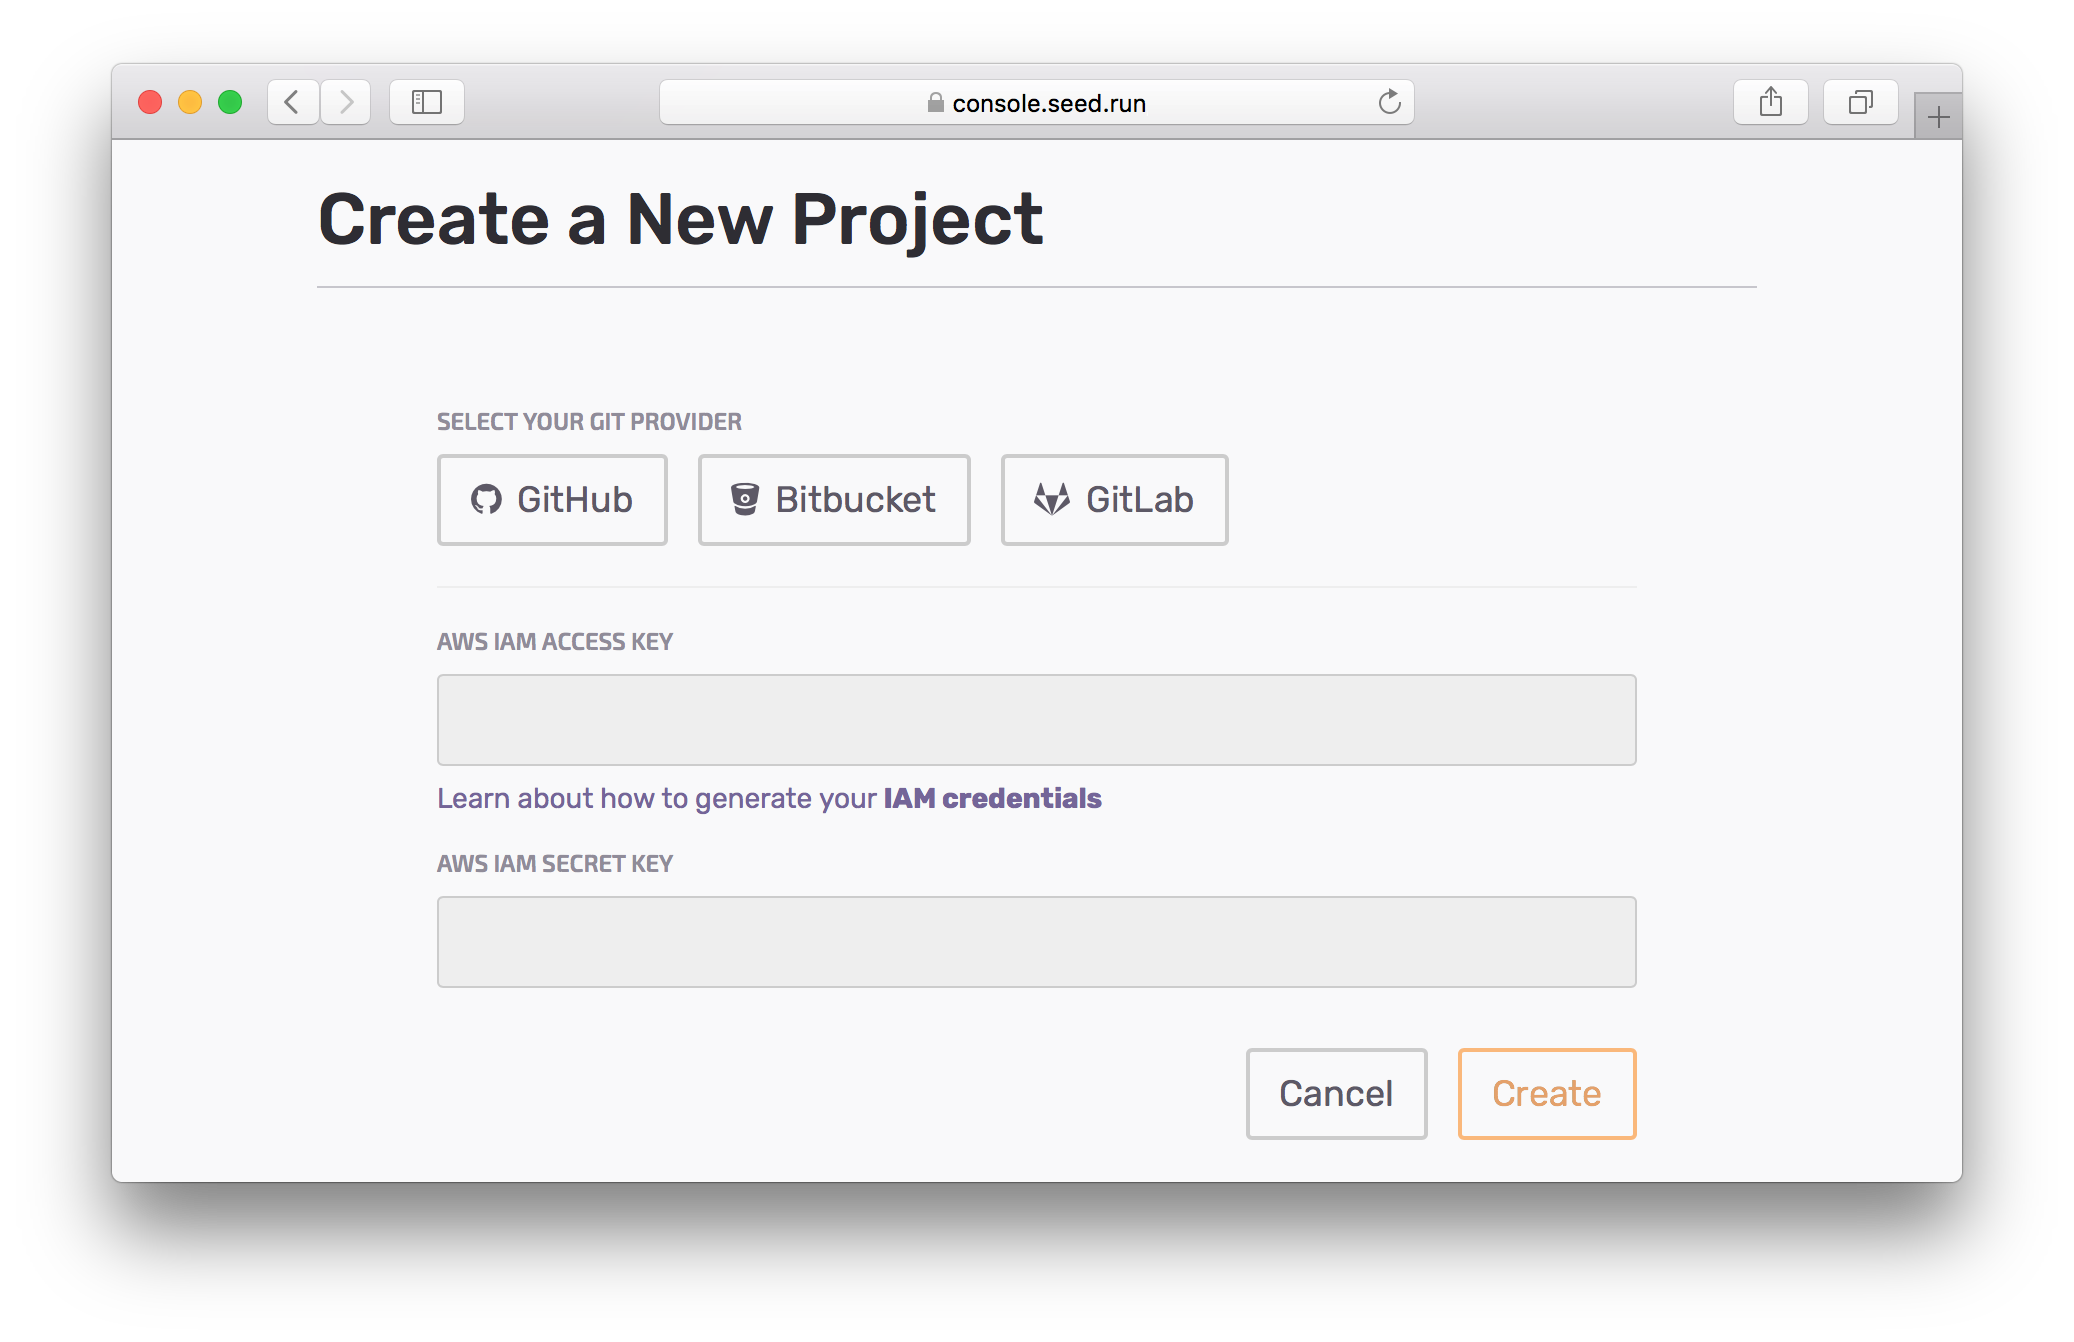 console.seed.run
Create a New Project
SELECT YOUR GIT PROVIDER
GitHub Bitbucket GitLab
AWS IAM ACCESS KEY
Learn about how to generate your IAM credentials
AWS IAM SECRET KEY
Cancel Create